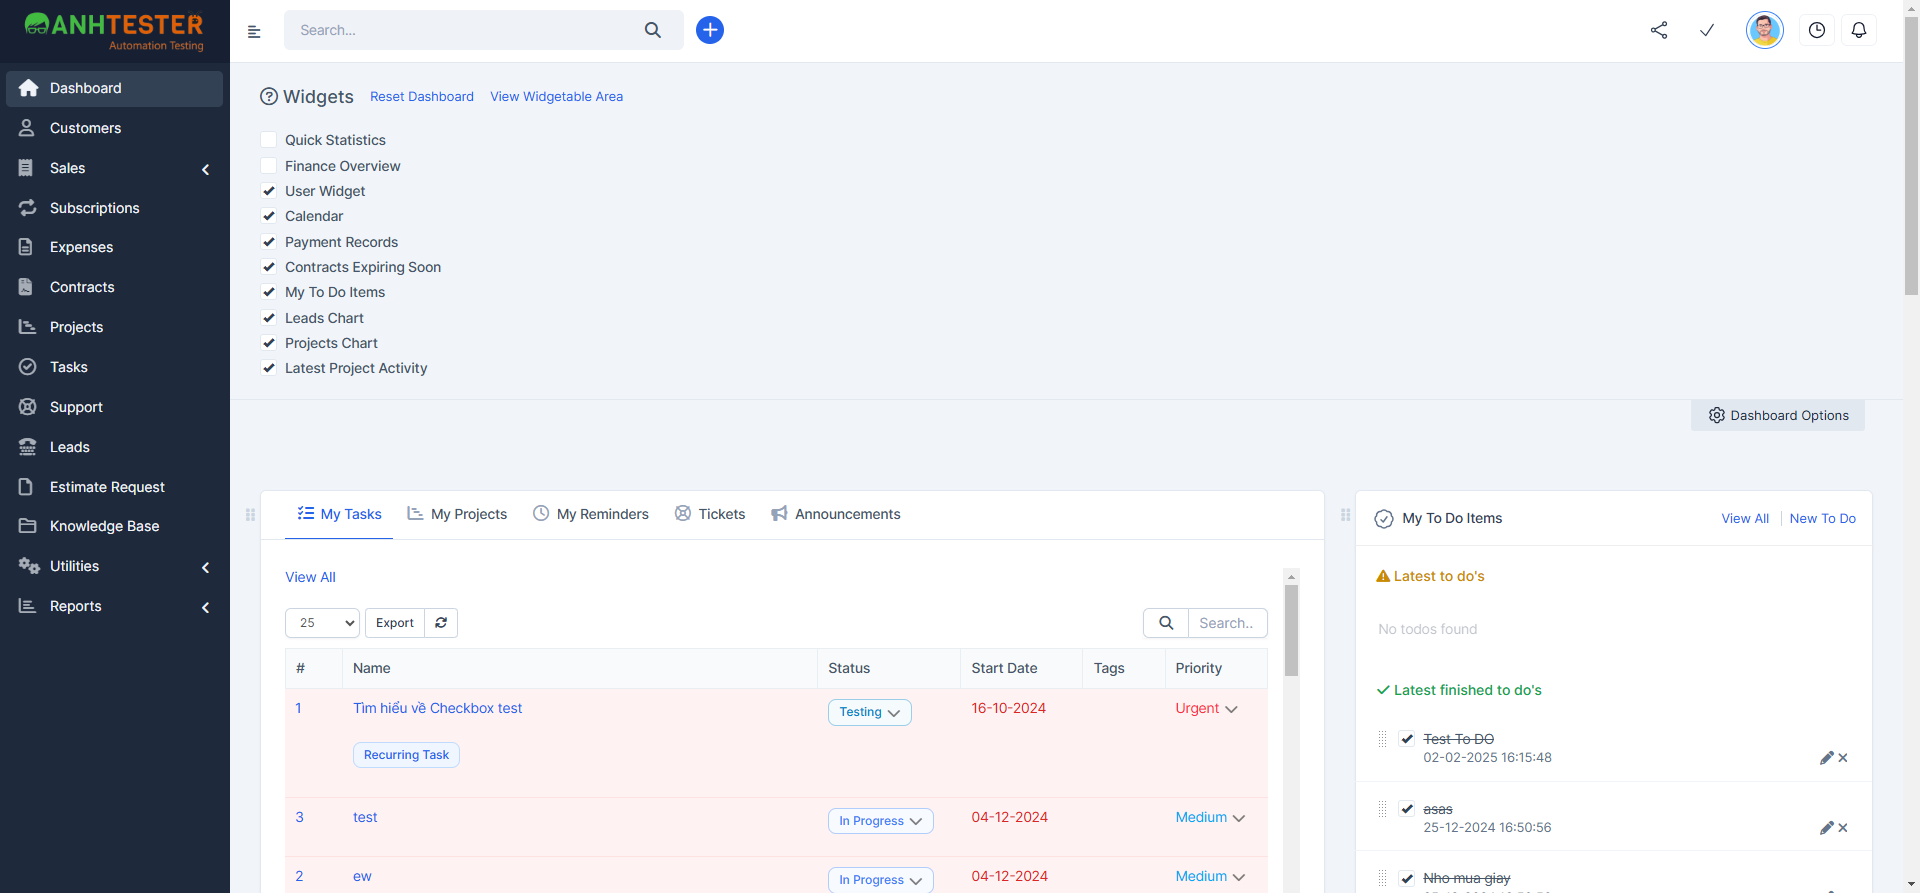 ANHTESTER
Automation Testing
Search...
Dashboard
Customers
Sales
Subscriptions
Expenses
Contracts
Projects
Tasks
Support
Leads
Estimate Request
Knowledge Base
Utilities
Reports
Widgets
Reset Dashboard
View Widgetable Area
Quick Statistics
Finance Overview
User Widget
Calendar
Payment Records
Contracts Expiring Soon
My To Do Items
Leads Chart
Projects Chart
Latest Project Activity
Dashboard Options
My Tasks
My Projects
My Reminders
Tickets
Announcements
View All
25
Export
Search..
# Name Status Start Date Tags Priority
1 Tìm hiểu về Checkbox test Testing 16-10-2024 Urgent
Recurring Task
3 test In Progress 04-12-2024 Medium
2 ew In Progress 04-12-2024 Medium
My To Do Items
View All
New To Do
Latest to do's
No todos found
Latest finished to do's
Test To DO
02-02-2025 16:15:48
asas
25-12-2024 16:50:56
Nho mua giay